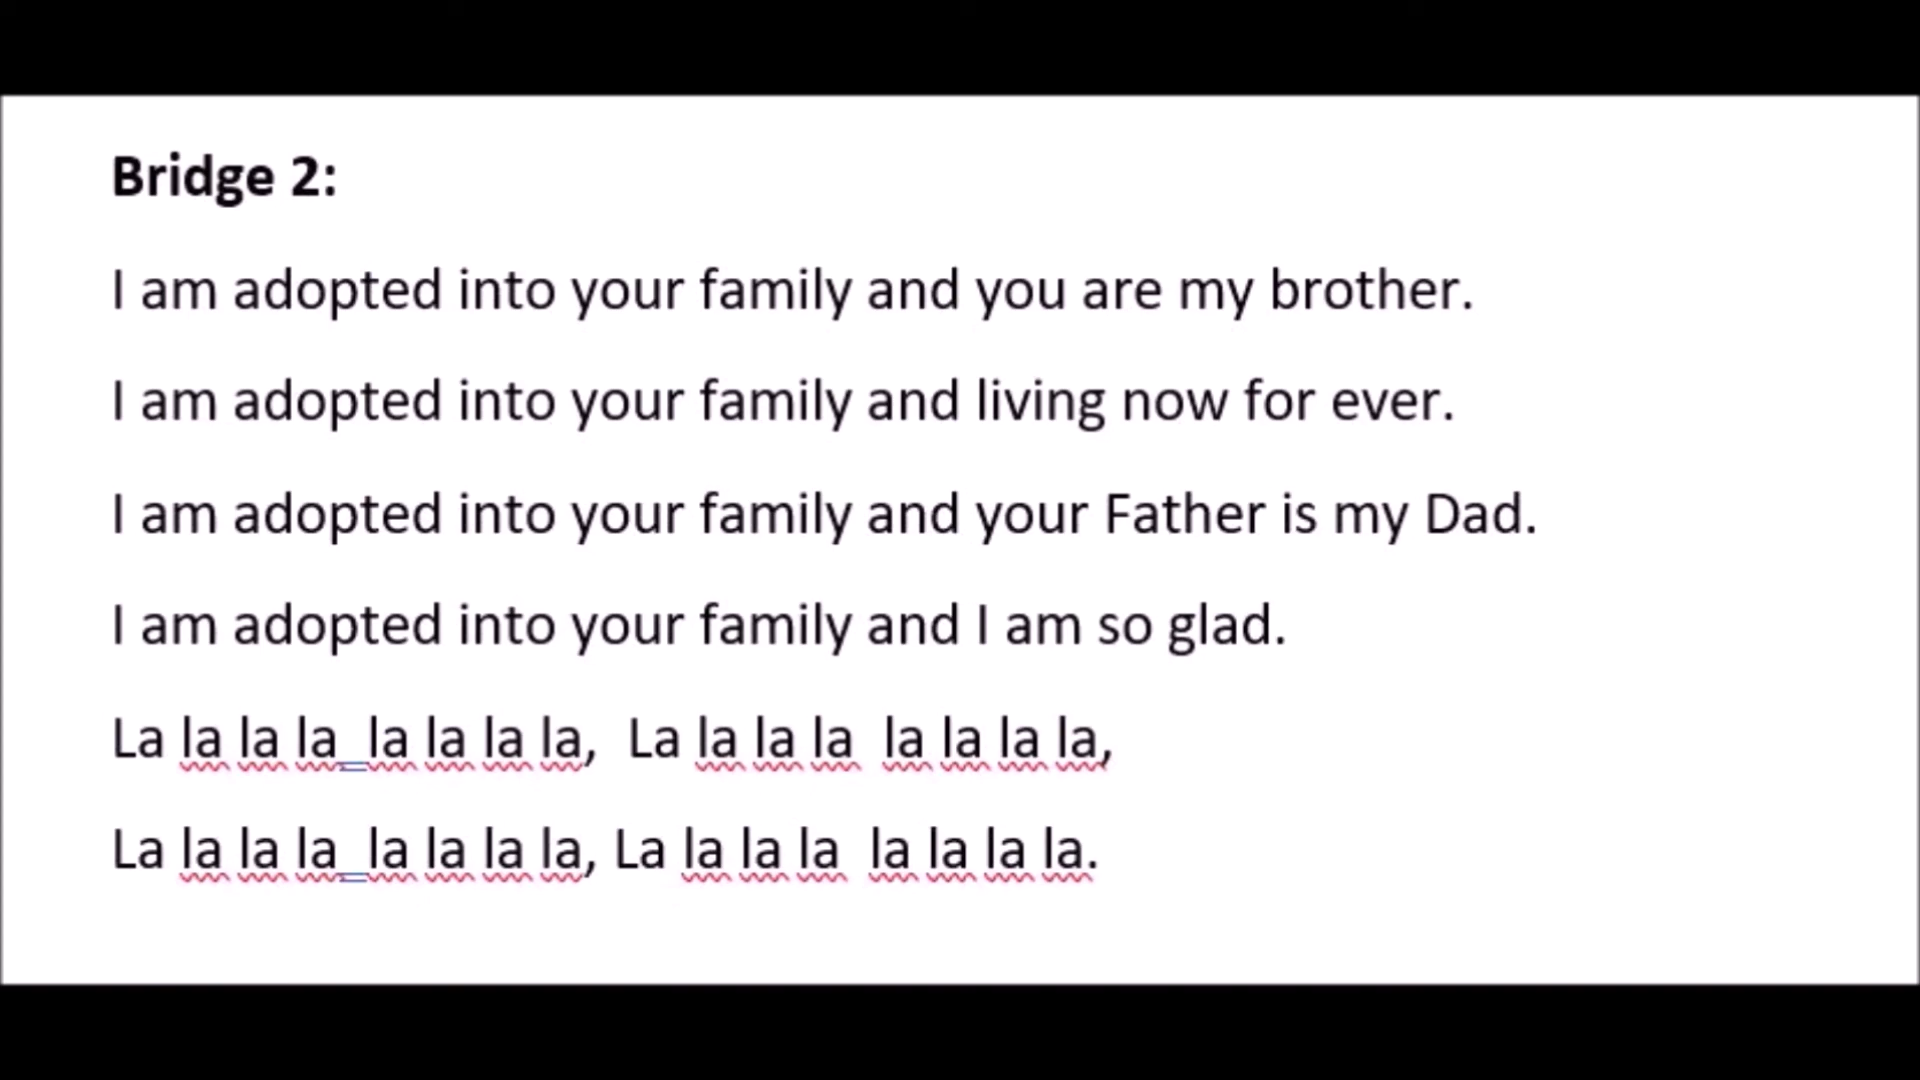 Bridge 2:
I am adopted into your family and you are my brother.
I am adopted into your family and living now for ever.
I am adopted into your family and your Father is my Dad.
I am adopted into your family and I am so glad.
La la la la  la la la la,  La la la la  la la la la,
La la la la  la la la la, La la la la  la la la la.